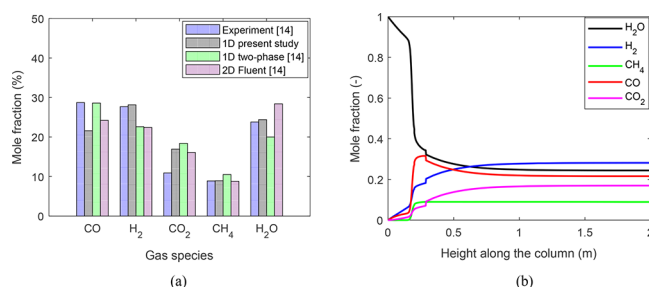 50
40
30
20
10
0
Mole fraction (%)
Experiment [14]
1D present study
1D two-phase [14]
2D Fluent [14]
CO H₂ CO₂ CH₄ H₂O
Gas species
(a)
1
0.8
0.6
0.4
0.2
0
Mole fraction (-)
H₂O
H₂
CH₄
CO
CO₂
0 0.5 1 1.5 2
Height along the column (m)
(b)